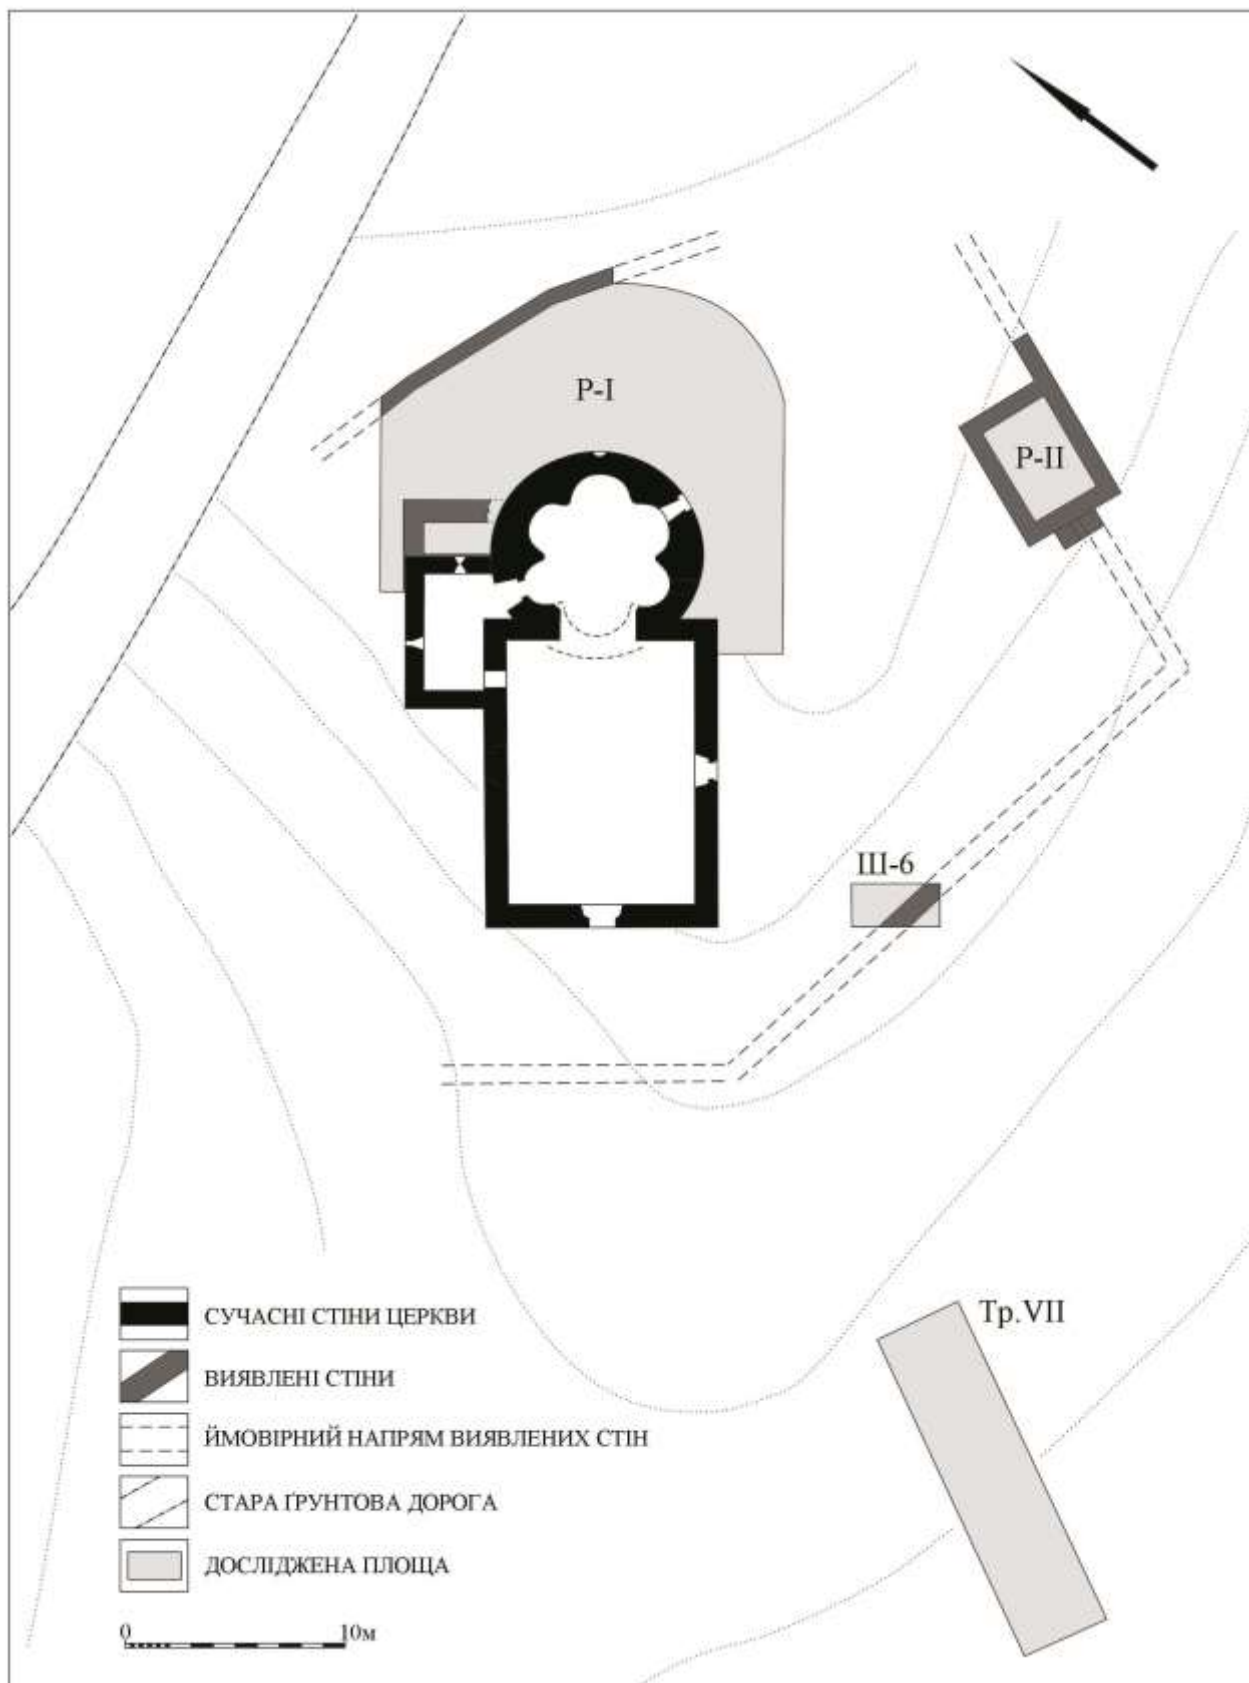 Р-І
Р-ІІ
Ш-6
Тр.VII
СУЧАСНІ СТІНИ ЦЕРКВИ
ВИЯВЛЕНІ СТІНИ
ЙМОВІРНИЙ НАПРЯМ ВИЯВЛЕНИХ СТІН
СТАРА ҐРУНТОВА ДОРОГА
ДОСЛІДЖЕНА ПЛОЩА
0 10м